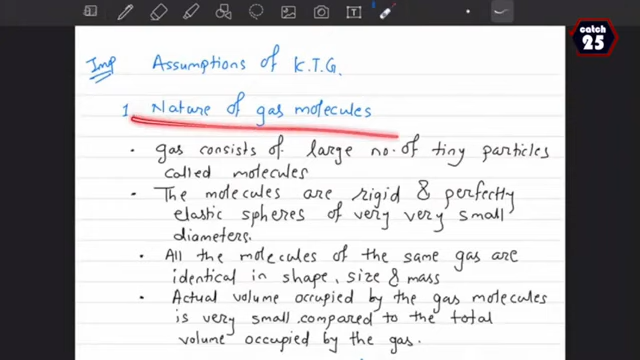 catch
25
Imp Assumptions of K.T.G.
1. Nature of gas molecules
• gas consists of large no. of tiny particles
called molecules
• The molecules are rigid & perfectly
elastic spheres of very very small
diameters.
• All the molecules of the same gas are
identical in shape, size & mass
• Actual volume occupied by the gas molecules
is very small compared to the total
volume occupied by the gas.